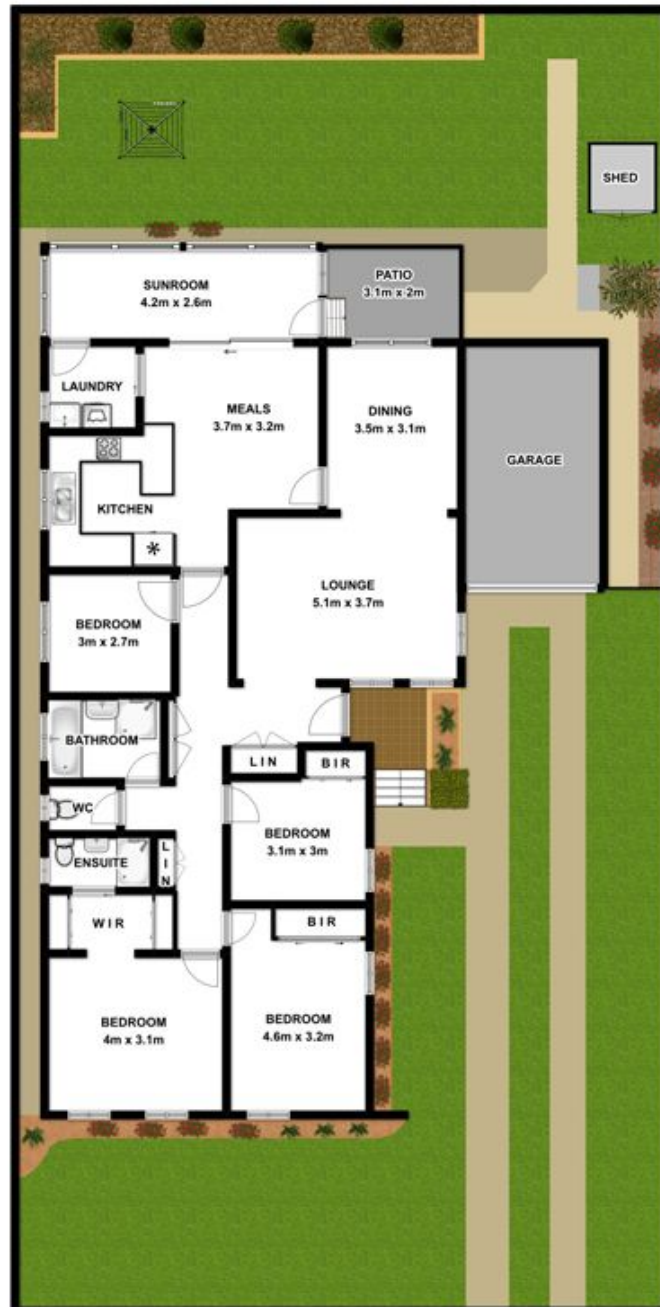 SHED
SUNROOM
4.2m x 2.6m
PATIO
3.1m x 2m
LAUNDRY
MEALS
3.7m x 3.2m
DINING
3.5m x 3.1m
GARAGE
KITCHEN
LOUNGE
5.1m x 3.7m
BEDROOM
3m x 2.7m
BATHROOM
LIN
BIR
WC
BEDROOM
3.1m x 3m
ENSUITE
LIN
WIR
BIR
BEDROOM
4m x 3.1m
BEDROOM
4.6m x 3.2m